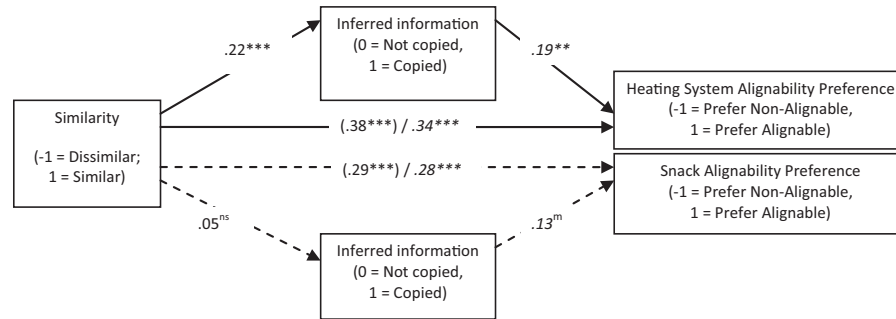 Inferred information
(0 = Not copied,
1 = Copied)
.22***
.19**
Similarity
(-1 = Dissimilar;
1 = Similar)
(.38***) / .34***
Heating System Alignability Preference
(-1 = Prefer Non-Alignable,
1 = Prefer Alignable)
(.29***) / .28***
Snack Alignability Preference
(-1 = Prefer Non-Alignable,
1 = Prefer Alignable)
.05ns
.13m
Inferred information
(0 = Not copied,
1 = Copied)